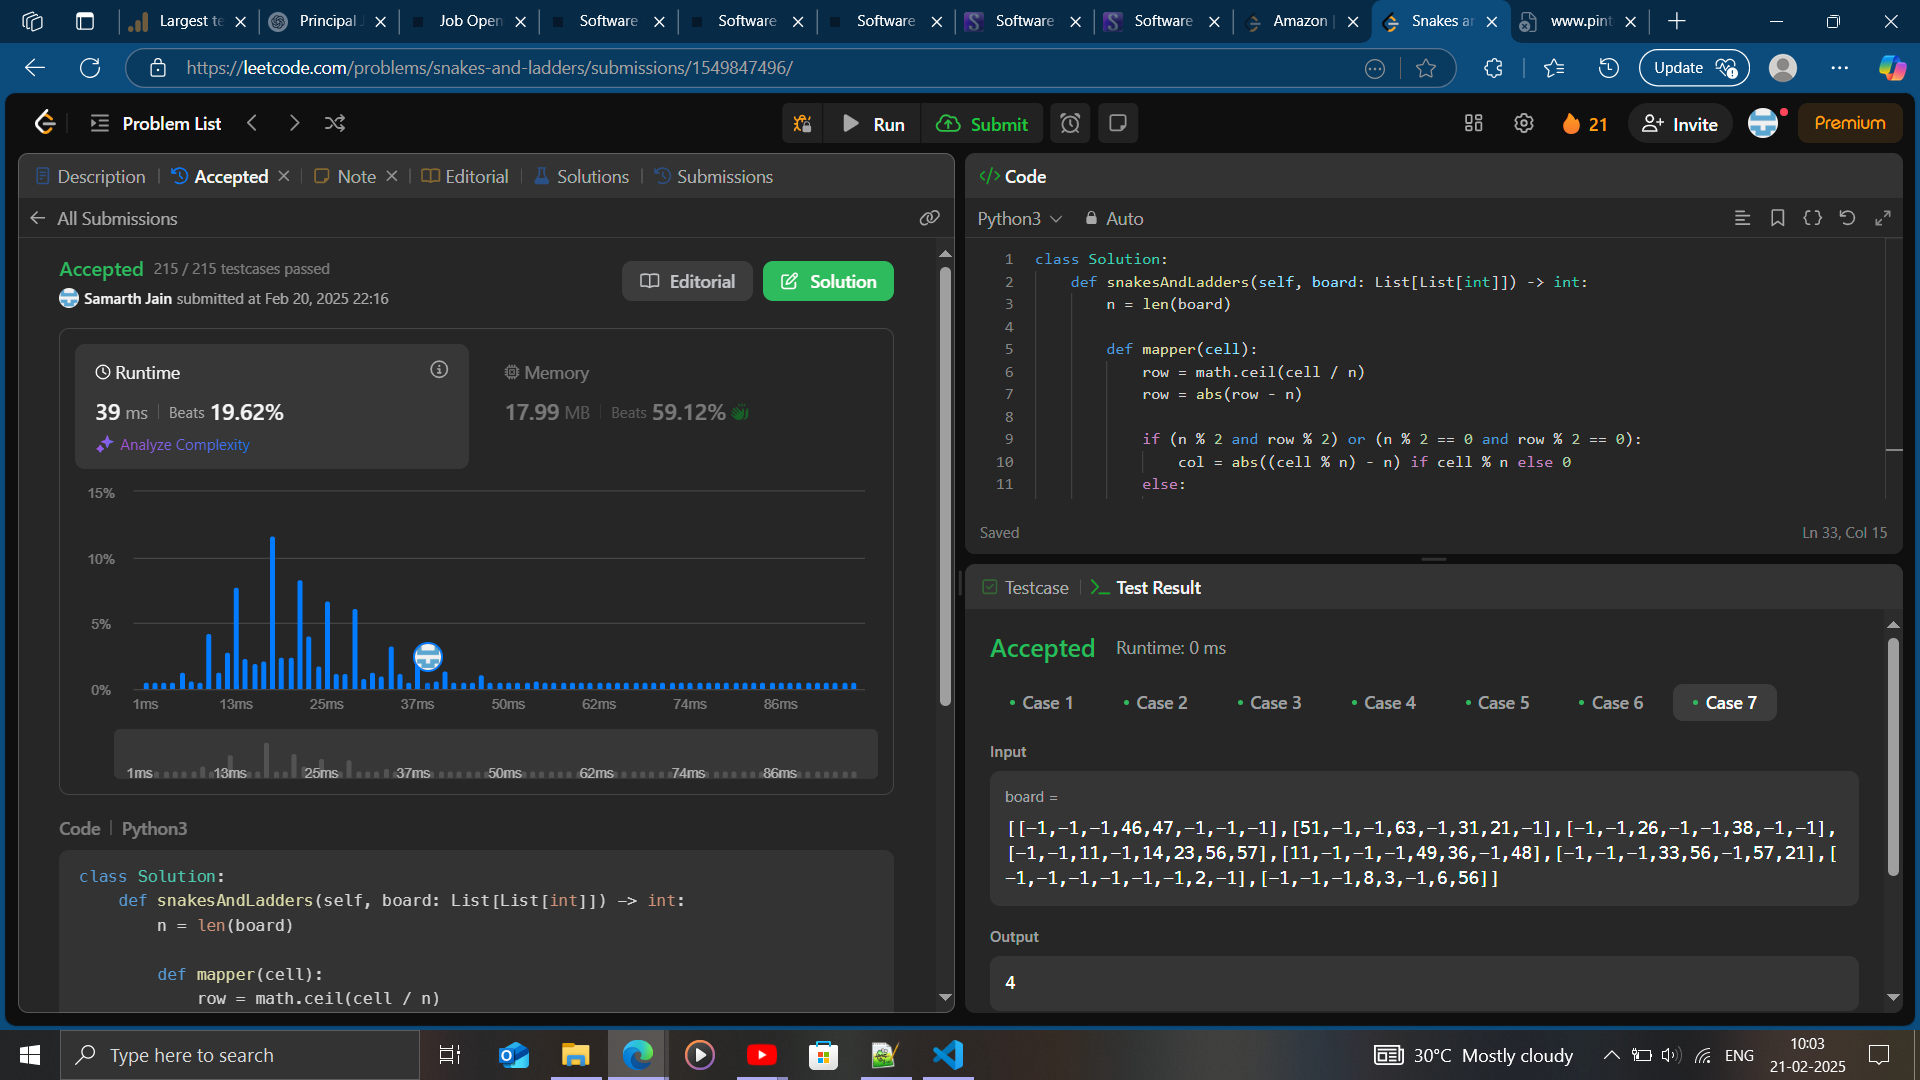 Largest te
Principal
Job Open
Software
Software
Software
Software
Software
Amazon |
Snakes an
www.pint
https://leetcode.com/problems/snakes-and-ladders/submissions/1549847496/
Update
Problem List
Run
Submit
21
Invite
Premium
Description
Accepted
Note
Editorial
Solutions
Submissions
All Submissions
Accepted 215 / 215 testcases passed
Samarth Jain submitted at Feb 20, 2025 22:16
Editorial
Solution
Runtime
39 ms | Beats 19.62%
Analyze Complexity
Memory
17.99 MB | Beats 59.12%
15%
10%
5%
0%
1ms 13ms 25ms 37ms 50ms 62ms 74ms 86ms
1ms 13ms 25ms 37ms 50ms 62ms 74ms 86ms
Code | Python3
class Solution:
def snakesAndLadders(self, board: List[List[int]]) -> int:
n = len(board)
def mapper(cell):
row = math.ceil(cell / n)
</> Code
Python3
Auto
1 class Solution:
2 def snakesAndLadders(self, board: List[List[int]]) -> int:
3 n = len(board)
4
5 def mapper(cell):
6 row = math.ceil(cell / n)
7 row = abs(row - n)
8
9 if (n % 2 and row % 2) or (n % 2 == 0 and row % 2 == 0):
10 col = abs((cell % n) - n) if cell % n else 0
11 else:
Saved
Ln 33, Col 15
Testcase
Test Result
Accepted Runtime: 0 ms
Case 1 Case 2 Case 3 Case 4 Case 5 Case 6 Case 7
Input
board =
[[-1,-1,-1,46,47,-1,-1,-1],[51,-1,-1,63,-1,31,21,-1],[-1,-1,26,-1,-1,38,-1,-1],
[-1,-1,11,-1,14,23,56,57],[11,-1,-1,-1,49,36,-1,48],[-1,-1,-1,33,56,-1,57,21],[
-1,-1,-1,-1,-1,-1,2,-1],[-1,-1,-1,8,3,-1,6,56]]
Output
4
Type here to search
30°C Mostly cloudy
ENG
10:03
21-02-2025